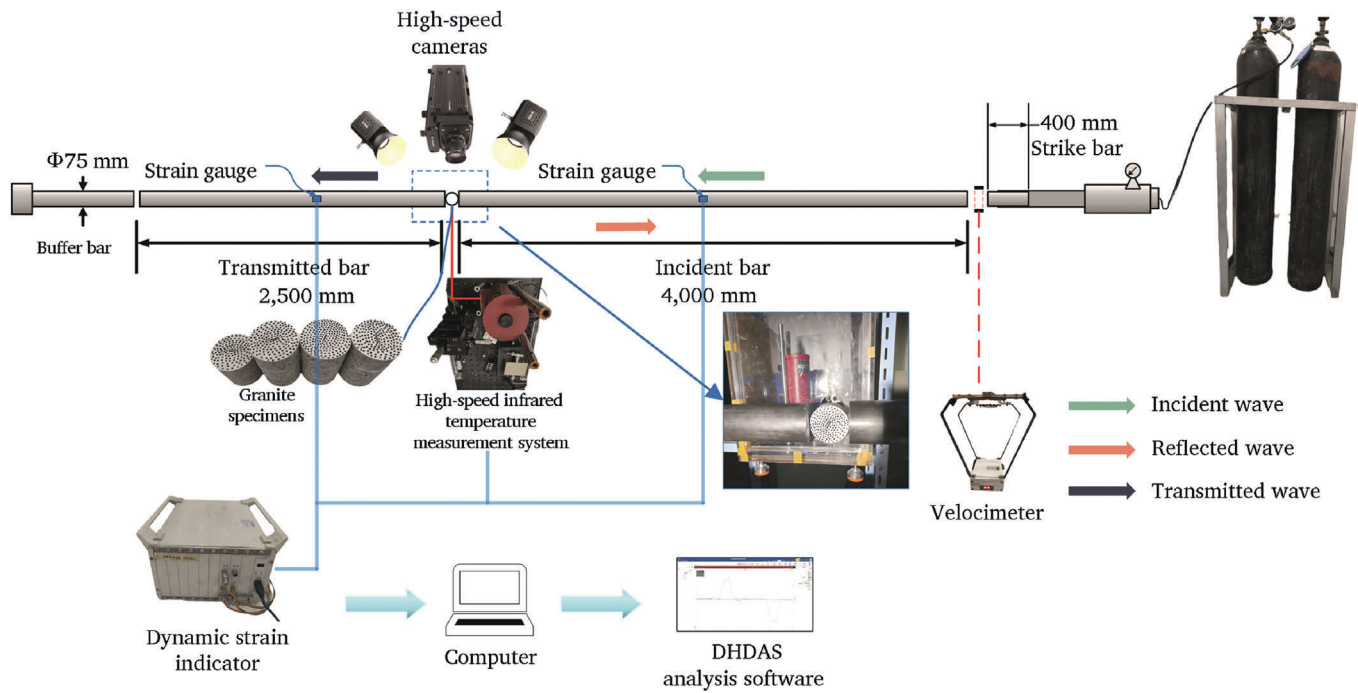 High-speed
cameras
400 mm
Strike bar
Φ75 mm
Strain gauge
Strain gauge
Buffer bar
Transmitted bar
2,500 mm
Incident bar
4,000 mm
Granite
specimens
High-speed infrared
temperature
measurement system
Velocimeter
Incident wave
Reflected wave
Transmitted wave
Dynamic strain
indicator
Computer
DHDAS
analysis software